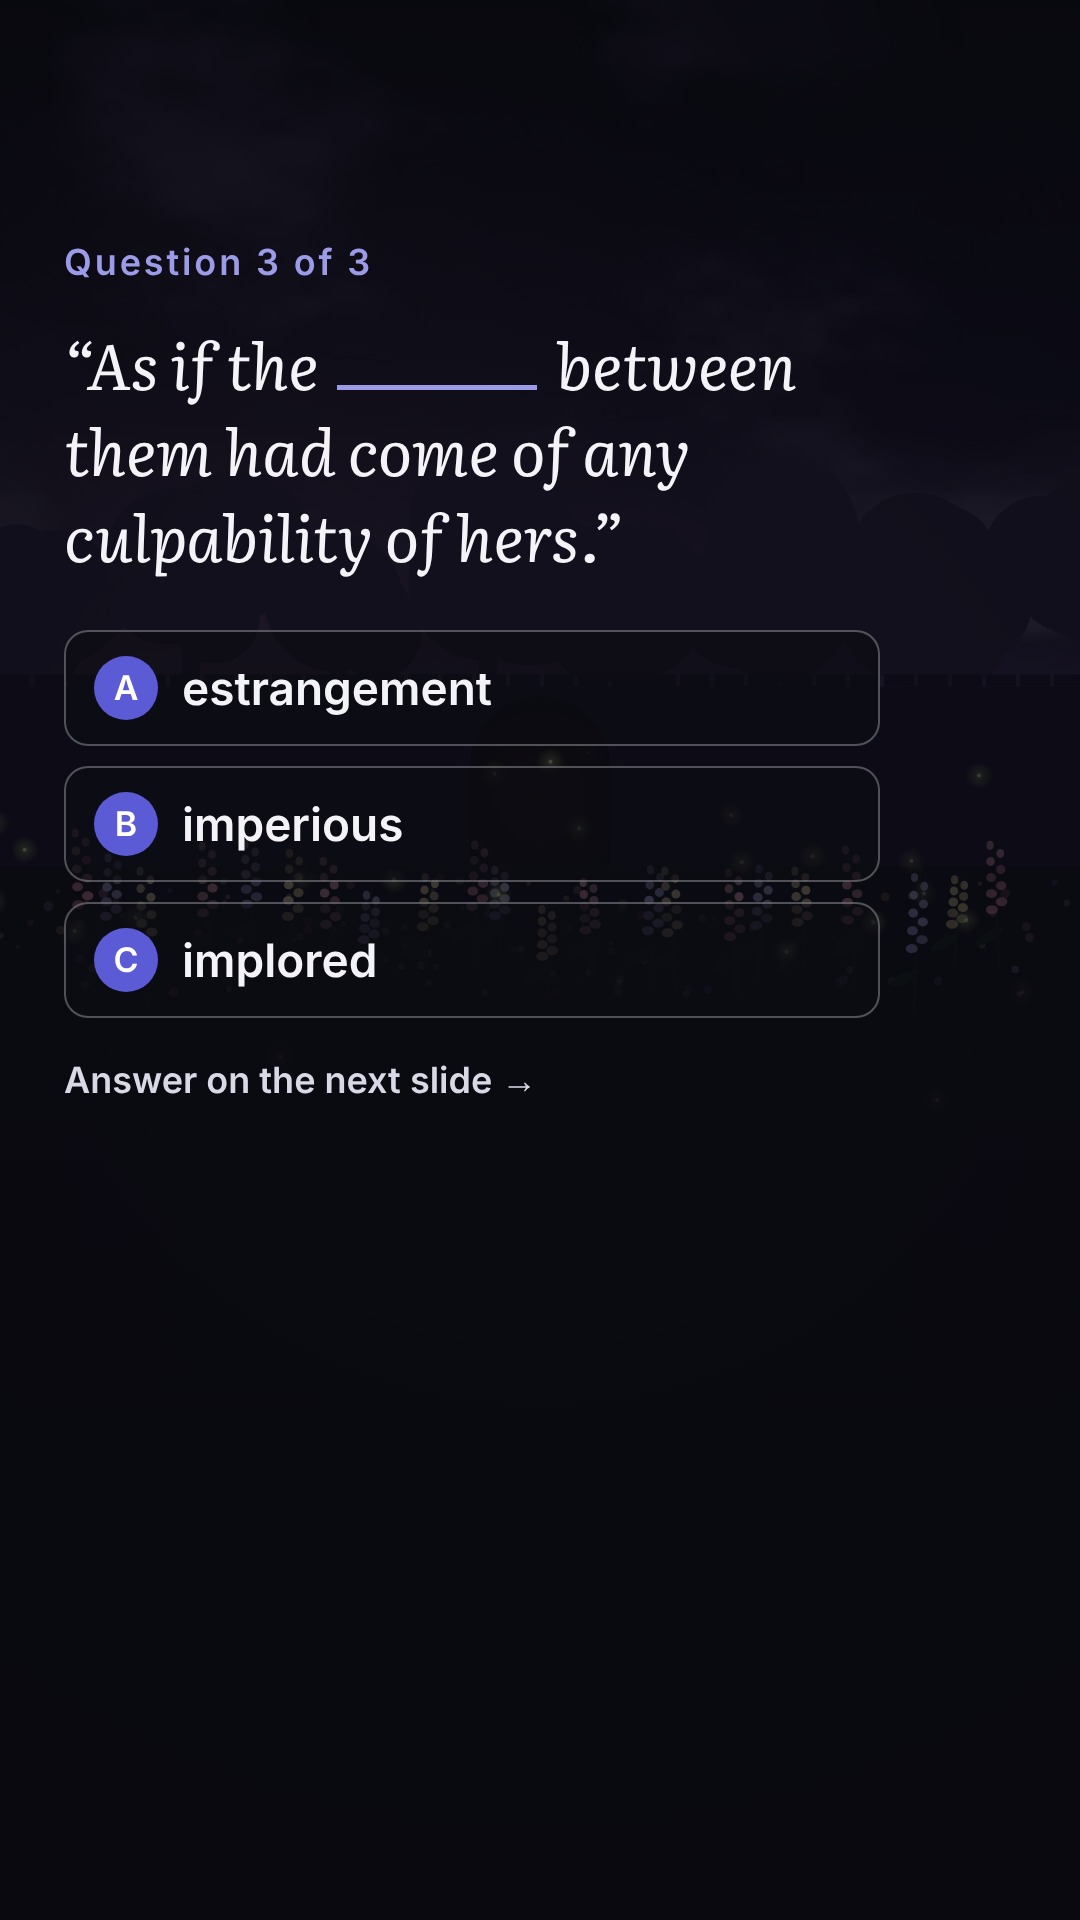 Question 3 of 3
“As if the ______ between
them had come of any
culpability of hers.”
A estrangement
B imperious
C implored
Answer on the next slide →